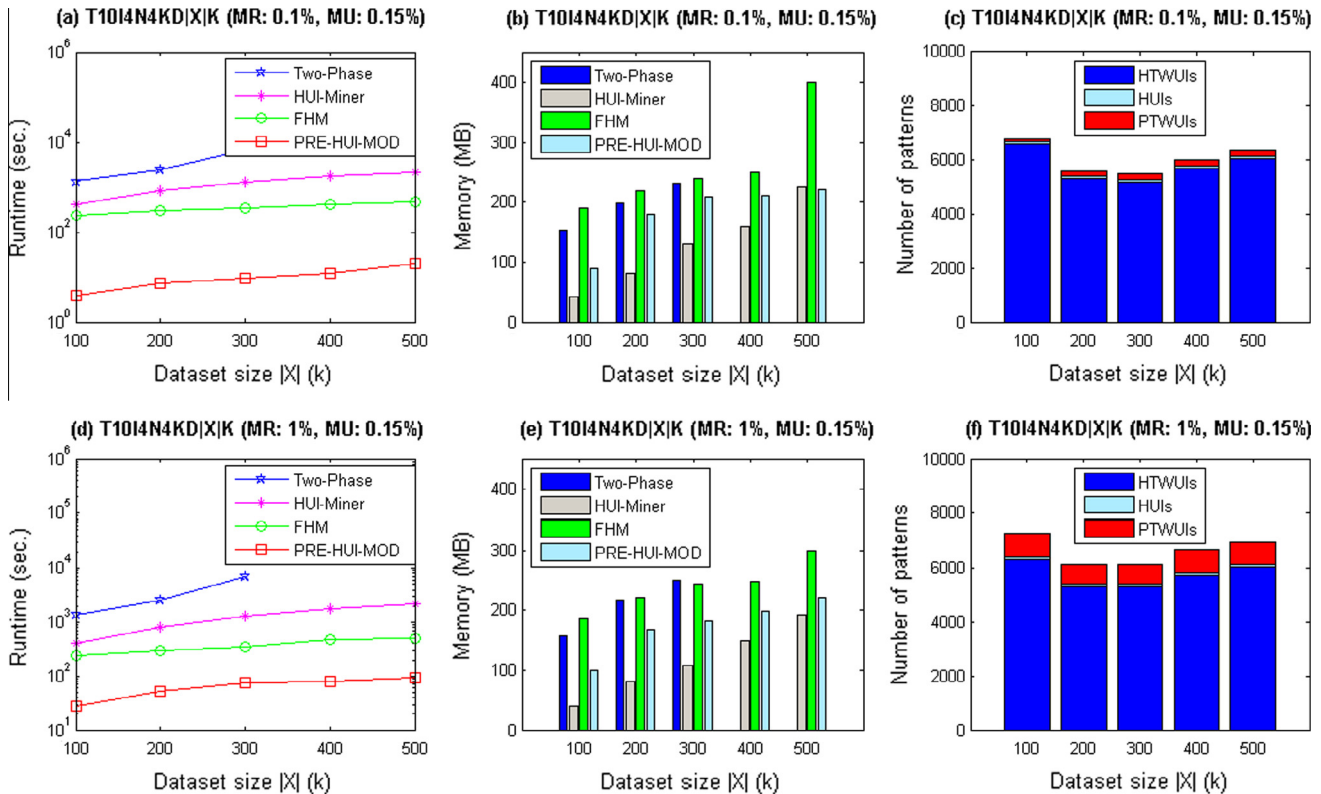 (a) T10I4N4KD|X|K (MR: 0.1%, MU: 0.15%)
10^6
10^4
10^2
10^0
Runtime (sec.)
Two-Phase
HUI-Miner
FHM
PRE-HUI-MOD
100 200 300 400 500
Dataset size |X| (k)
(b) T10I4N4KD|X|K (MR: 0.1%, MU: 0.15%)
400
300
200
100
0
Memory (MB)
Two-Phase
HUI-Miner
FHM
PRE-HUI-MOD
100 200 300 400 500
Dataset size |X| (k)
(c) T10I4N4KD|X|K (MR: 0.1%, MU: 0.15%)
10000
8000
6000
4000
2000
0
Number of patterns
HTWUIs
HUIs
PTWUIs
100 200 300 400 500
Dataset size |X| (k)
(d) T10I4N4KD|X|K (MR: 1%, MU: 0.15%)
10^6
10^5
10^4
10^3
10^2
10^1
Runtime (sec.)
Two-Phase
HUI-Miner
FHM
PRE-HUI-MOD
100 200 300 400 500
Dataset size |X| (k)
(e) T10I4N4KD|X|K (MR: 1%, MU: 0.15%)
400
300
200
100
0
Memory (MB)
Two-Phase
HUI-Miner
FHM
PRE-HUI-MOD
100 200 300 400 500
Dataset size |X| (k)
(f) T10I4N4KD|X|K (MR: 1%, MU: 0.15%)
10000
8000
6000
4000
2000
0
Number of patterns
HTWUIs
HUIs
PTWUIs
100 200 300 400 500
Dataset size |X| (k)